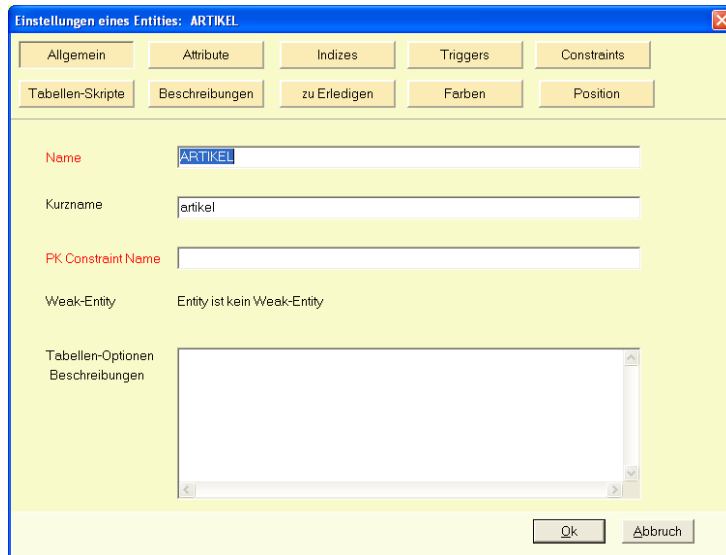 Einstellungen eines Entities: ARTIKEL
Allgemein Attribute Indizes Triggers Constraints
Tabellen-Skripte Beschreibungen zu Erledigen Farben Position
Name ARTIKEL
Kurzname artikel
PK Constraint Name
Weak-Entity Entity ist kein Weak-Entity
Tabellen-Optionen
Beschreibungen
Ok Abbruch